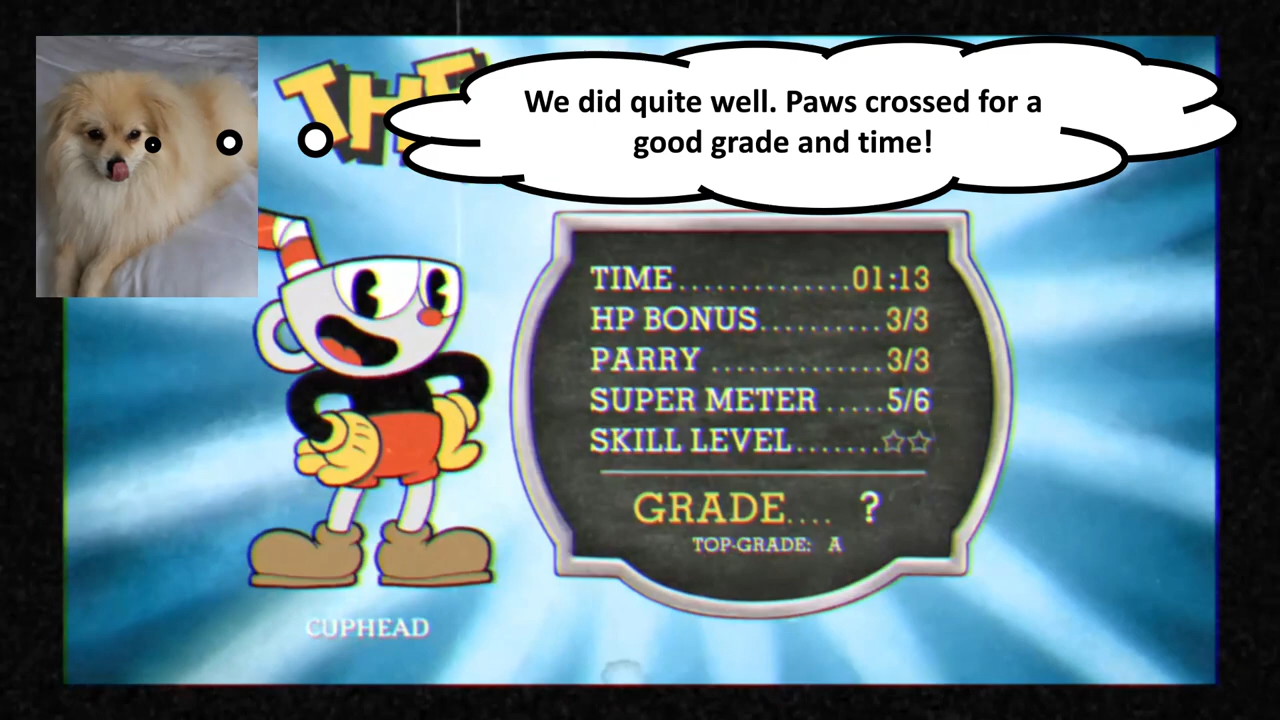 THE
We did quite well. Paws crossed for a
good grade and time!
TIME..............01:13
HP BONUS..........3/3
PARRY ..............3/3
SUPER METER .....5/6
SKILL LEVEL.......☆☆
GRADE.... ?
TOP-GRADE: A
CUPHEAD